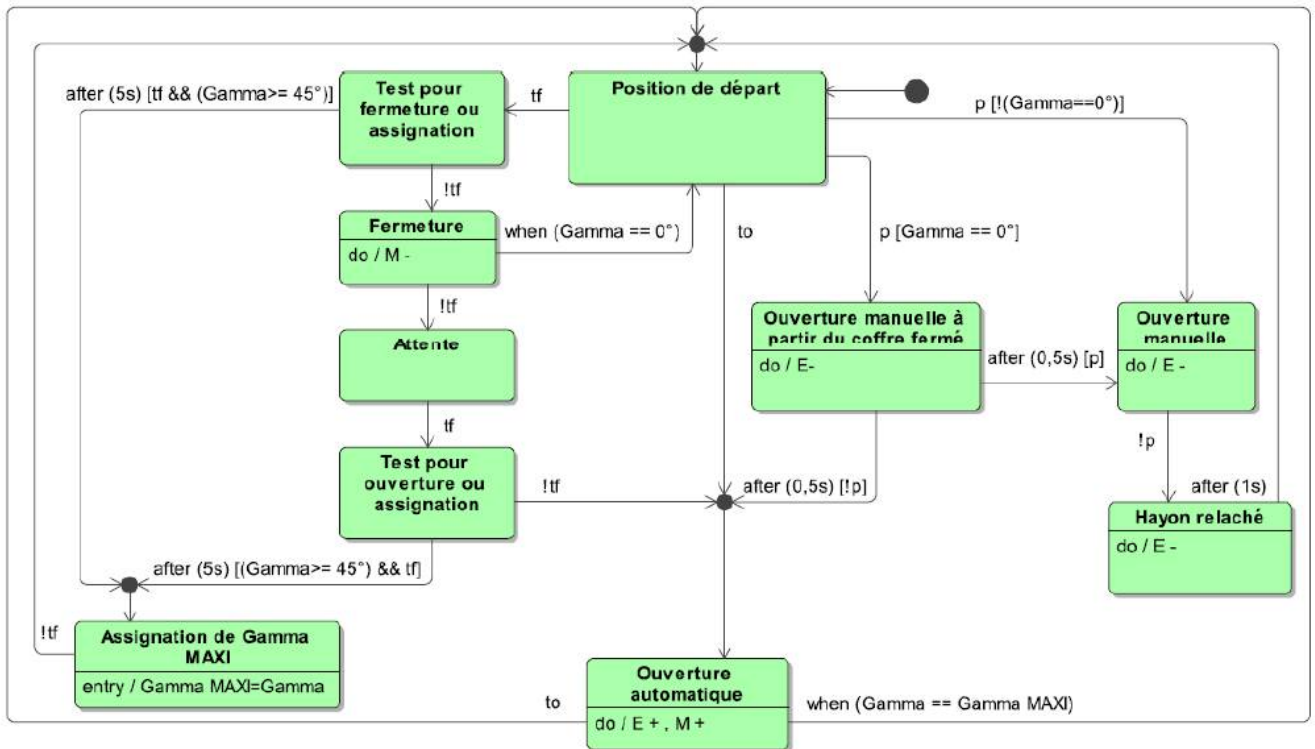 after (5s) [tf && (Gamma>= 45°)]
Test pour
fermeture ou
assignation
tf
Position de départ
p [!(Gamma==0°)]
!tf
Fermeture
do / M -
when (Gamma == 0°)
to
p [Gamma == 0°]
!tf
Attente
Ouverture manuelle à
partir du coffre fermé
do / E-
after (0,5s) [p]
Ouverture
manuelle
do / E -
tf
!p
Test pour
ouverture ou
assignation
!tf
after (0,5s) [!p]
after (1s)
Hayon relaché
do / E -
after (5s) [(Gamma>= 45°) && tf]
!tf
Assignation de Gamma
MAXI
entry / Gamma MAXI=Gamma
to
Ouverture
automatique
do / E + , M +
when (Gamma == Gamma MAXI)